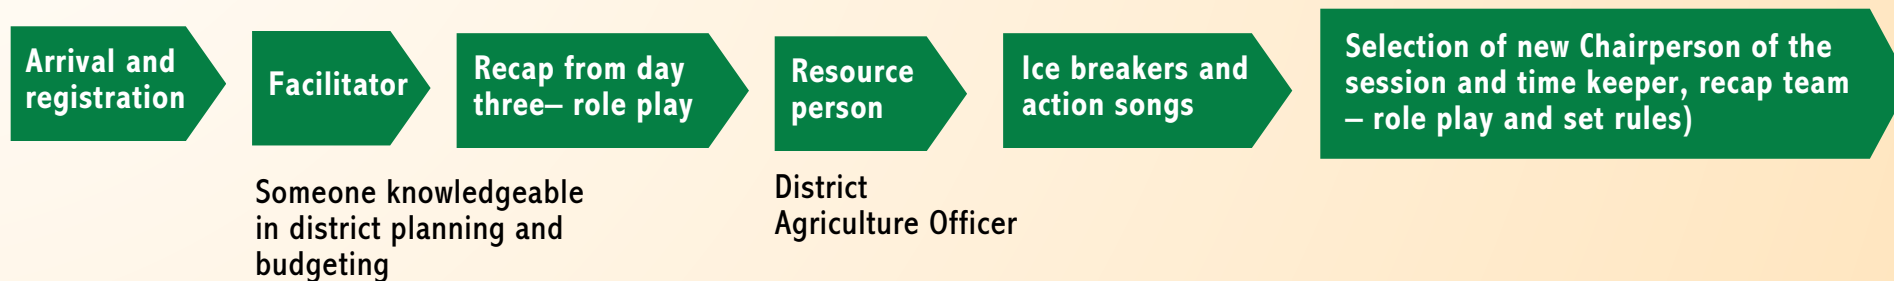 Arrival and
registration
Facilitator
Someone knowledgeable
in district planning and
budgeting
Recap from day
three– role play
Resource
person
District
Agriculture Officer
Ice breakers and
action songs
Selection of new Chairperson of the
session and time keeper, recap team
– role play and set rules)